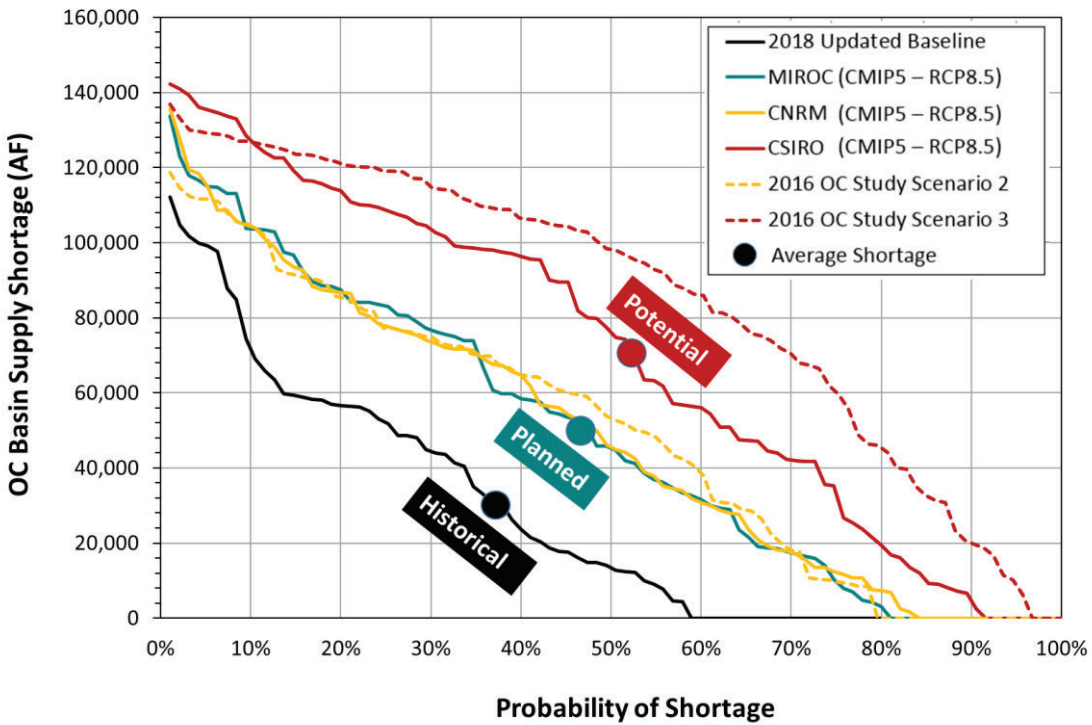 160,000
140,000
120,000
100,000
80,000
60,000
40,000
20,000
0
OC Basin Supply Shortage (AF)
2018 Updated Baseline
MIROC (CMIP5 – RCP8.5)
CNRM (CMIP5 – RCP8.5)
CSIRO (CMIP5 – RCP8.5)
2016 OC Study Scenario 2
2016 OC Study Scenario 3
Average Shortage
Potential
Planned
Historical
0% 10% 20% 30% 40% 50% 60% 70% 80% 90% 100%
Probability of Shortage